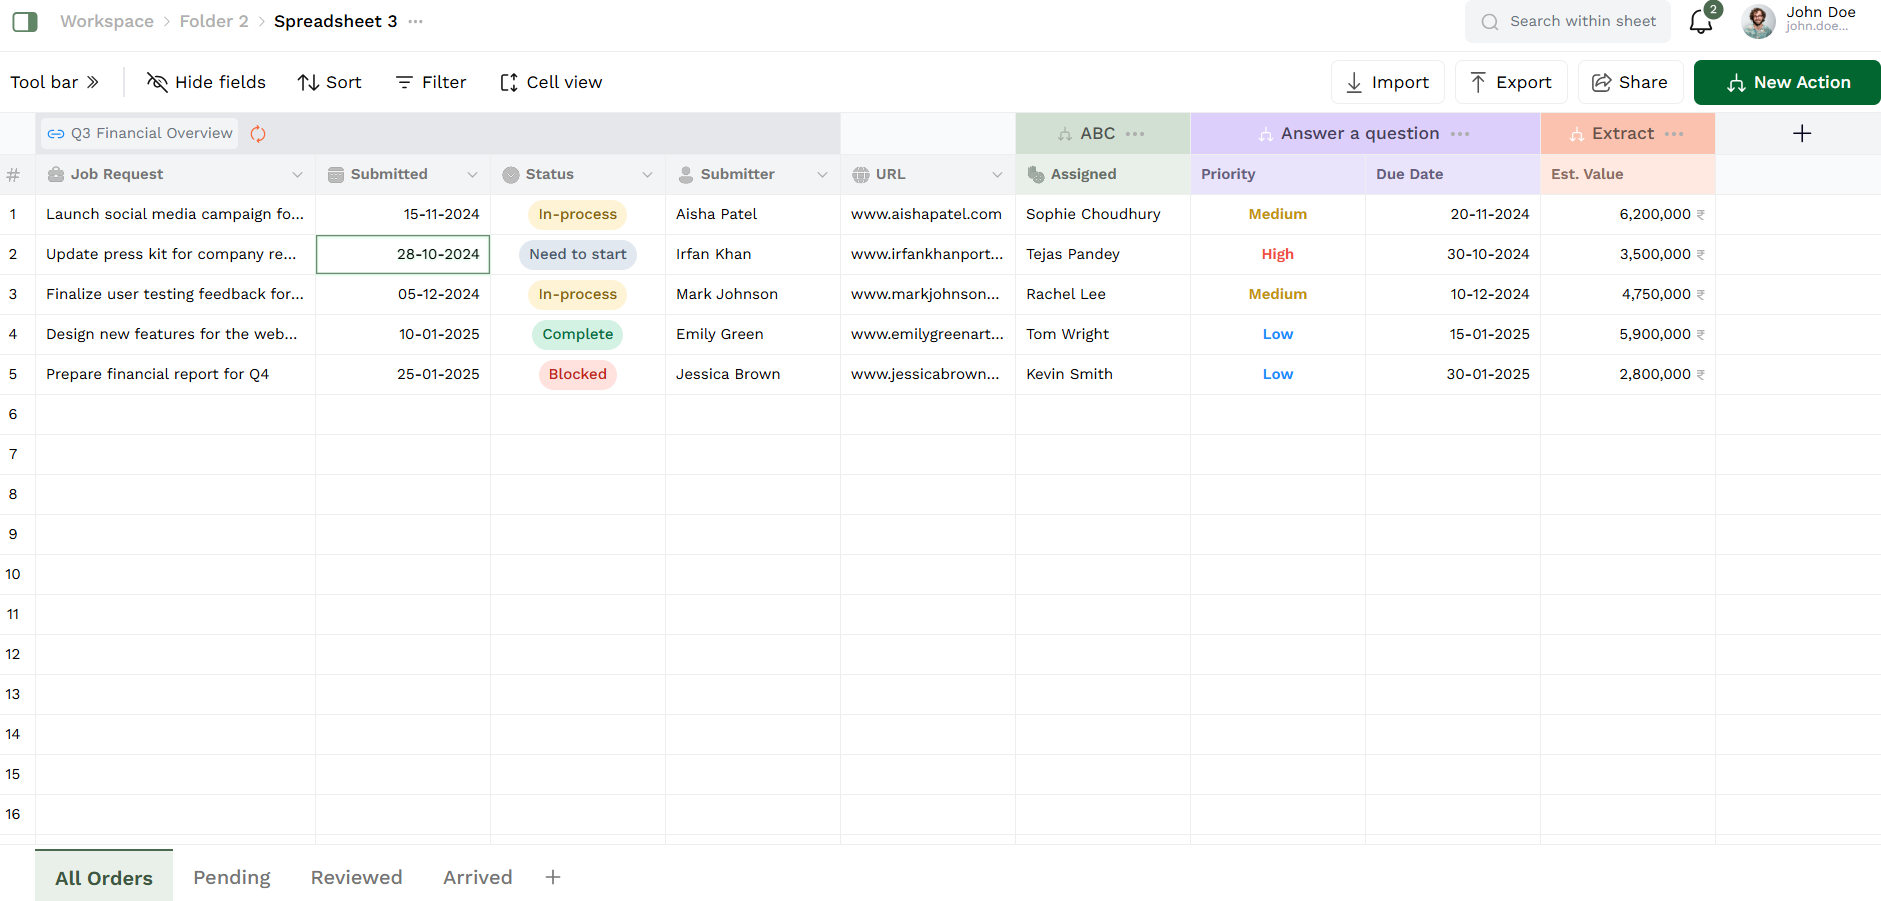 Workspace > Folder 2 > Spreadsheet 3 ···
Search within sheet
2
John Doe
john.doe...
Tool bar
Hide fields
Sort
Filter
Cell view
Import
Export
Share
New Action
Q3 Financial Overview
ABC ···
Answer a question ···
Extract ···
+
# Job Request Submitted Status Submitter URL Assigned Priority Due Date Est. Value
1 Launch social media campaign fo... 15-11-2024 In-process Aisha Patel www.aishapatel.com Sophie Choudhury Medium 20-11-2024 6,200,000 ₹
2 Update press kit for company re... 28-10-2024 Need to start Irfan Khan www.irfankhanport... Tejas Pandey High 30-10-2024 3,500,000 ₹
3 Finalize user testing feedback for... 05-12-2024 In-process Mark Johnson www.markjohnson... Rachel Lee Medium 10-12-2024 4,750,000 ₹
4 Design new features for the web... 10-01-2025 Complete Emily Green www.emilygreenart... Tom Wright Low 15-01-2025 5,900,000 ₹
5 Prepare financial report for Q4 25-01-2025 Blocked Jessica Brown www.jessicabrown... Kevin Smith Low 30-01-2025 2,800,000 ₹
6
7
8
9
10
11
12
13
14
15
16
All Orders Pending Reviewed Arrived +